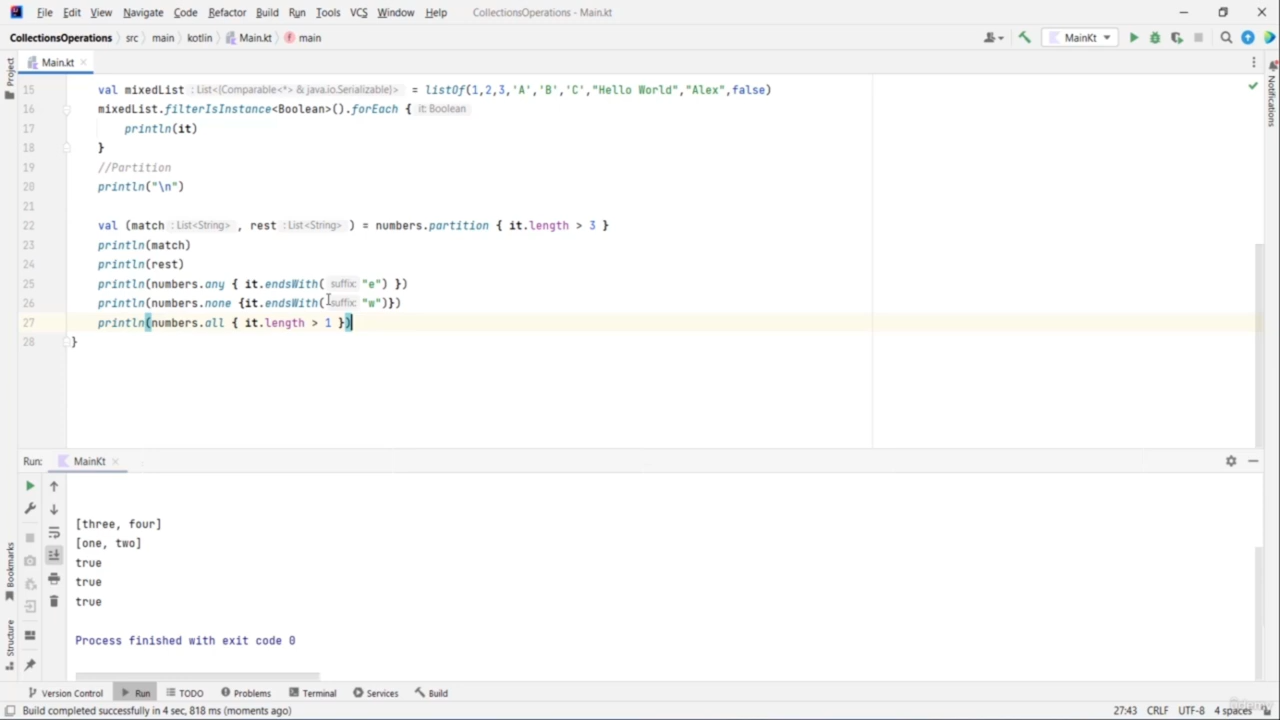 File Edit View Navigate Code Refactor Build Run Tools VCS Window Help CollectionsOperations - Main.kt
CollectionsOperations src main kotlin Main.kt main MainKt
Project
Main.kt
15 val mixedList : List<{Comparable<*> & java.io.Serializable}> = listOf(1,2,3,'A','B','C',"Hello World","Alex",false)
16 mixedList.filterIsInstance<Boolean>().forEach { it: Boolean
17 println(it)
18 }
19 //Partition
20 println("\n")
21
22 val (match : List<String> , rest : List<String> ) = numbers.partition { it.length > 3 }
23 println(match)
24 println(rest)
25 println(numbers.any { it.endsWith( suffix: "e") })
26 println(numbers.none {it.endsWith( suffix: "w")})
27 println(numbers.all { it.length > 1 })
28 }
Notifications
Run: MainKt
[three, four]
[one, two]
true
true
true
Process finished with exit code 0
Bookmarks
Structure
Version Control Run TODO Problems Terminal Services Build
Build completed successfully in 4 sec, 818 ms (moments ago) 27:43 CRLF UTF-8 4 spaces
udemy